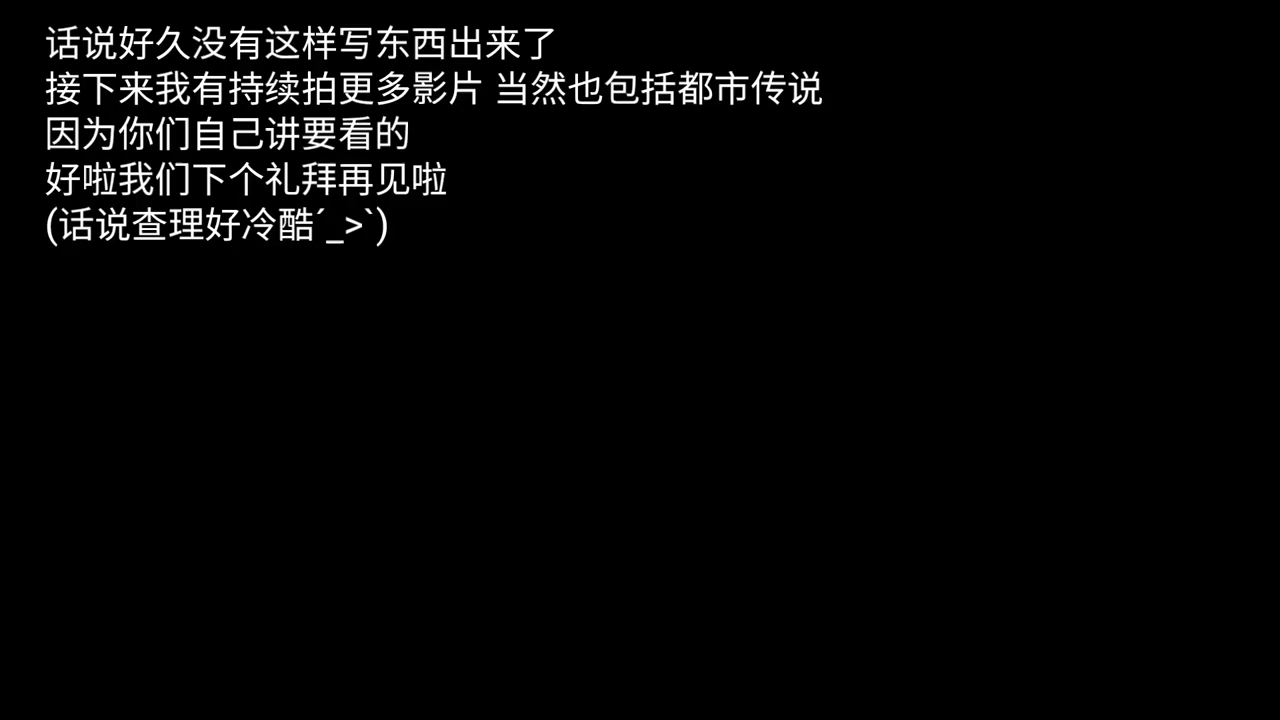 话说好久没有这样写东西出来了
接下来我有持续拍更多影片 当然也包括都市传说
因为你们自己讲要看的
好啦我们下个礼拜再见啦
(话说查理好冷酷´_>`)